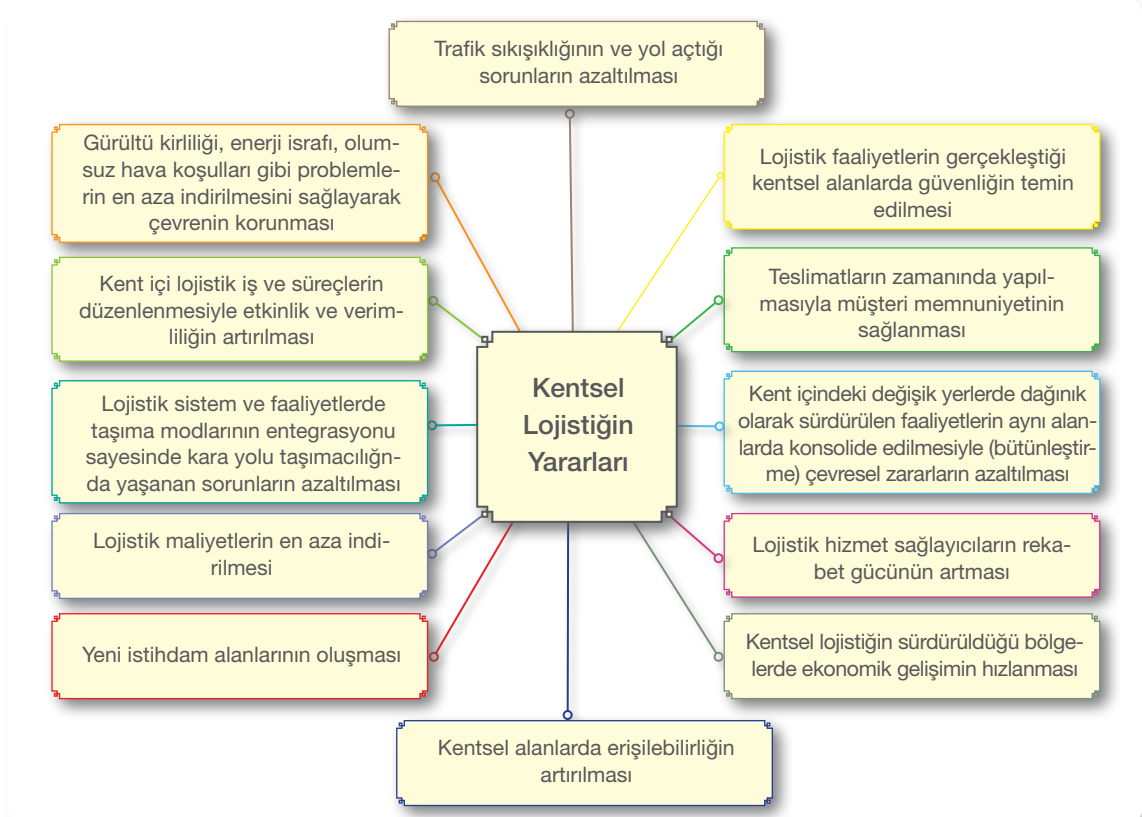 Trafik sıkışıklığının ve yol açtığı
sorunların azaltılması
Gürültü kirliliği, enerji israfı, olum-
suz hava koşulları gibi problemle-
rin en aza indirilmesini sağlayarak
çevrenin korunması
Lojistik faaliyetlerin gerçekleştiği
kentsel alanlarda güvenliğin temin
edilmesi
Kent içi lojistik iş ve süreçlerin
düzenlenmesiyle etkinlik ve verim-
liliğin artırılması
Teslimatların zamanında yapıl-
masıyla müşteri memnuniyetinin
sağlanması
Kentsel
Lojistiğin
Yararları
Lojistik sistem ve faaliyetlerde
taşıma modlarının entegrasyonu
sayesinde kara yolu taşımacılığn-
da yaşanan sorunların azaltılması
Kent içindeki değişik yerlerde dağınık
olarak sürdürülen faaliyetlerin aynı alan-
larda konsolide edilmesiyle (bütünleştir-
me) çevresel zararların azaltılması
Lojistik maliyetlerin en aza indi-
rilmesi
Lojistik hizmet sağlayıcıların reka-
bet gücünün artması
Yeni istihdam alanlarının oluşması
Kentsel lojistiğin sürdürüldüğü bölge-
lerde ekonomik gelişimin hızlanması
Kentsel alanlarda erişilebilirliğin
artırılması